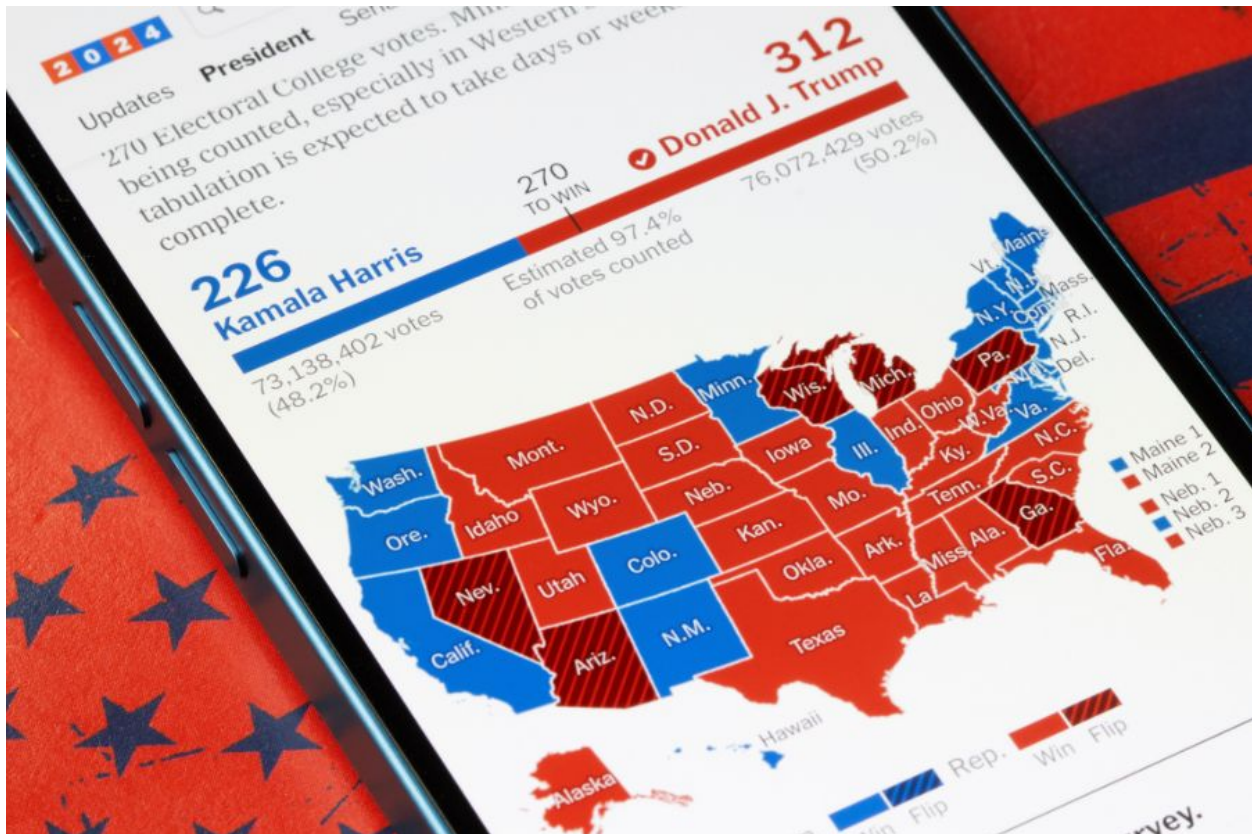 2024
Updates President
270 Electoral College votes.
being counted, especially in Western
tabulation is expected to take days or
complete.
312
Donald J. Trump
270
TO WIN
76,072,429 votes
(50.2%)
226
Kamala Harris
Estimated 97.4%
of votes counted
73,138,402 votes
(48.2%)
Maine
Vt.
Mass.
N.Y.
R.I.
N.J.
Del.
Pa.
Wash.
Mont.
N.D.
Minn.
Wis.
Mich.
Ore.
Idaho
Wyo.
S.D.
Iowa
Ill.
Ind.
Ohio
W.Va.
Va.
Nev.
Utah
Colo.
Neb.
Kan.
Mo.
Ky.
Tenn.
N.C.
S.C.
Calif.
Ariz.
N.M.
Okla.
Ark.
Miss.
Ala.
Ga.
Texas
La.
Fla.
Maine 1
Maine 2
Neb. 1
Neb. 2
Neb. 3
Hawaii
Alaska
Rep.
Win Flip
Flip